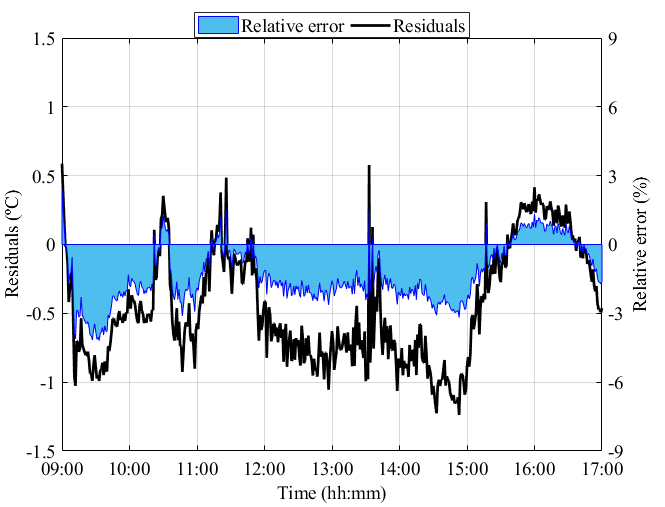 Relative error Residuals
1.5 9
1 6
0.5 3
0 0
-0.5 -3
-1 -6
-1.5 -9
Residuals (ºC)
Relative error (%)
09:00 10:00 11:00 12:00 13:00 14:00 15:00 16:00 17:00
Time (hh:mm)